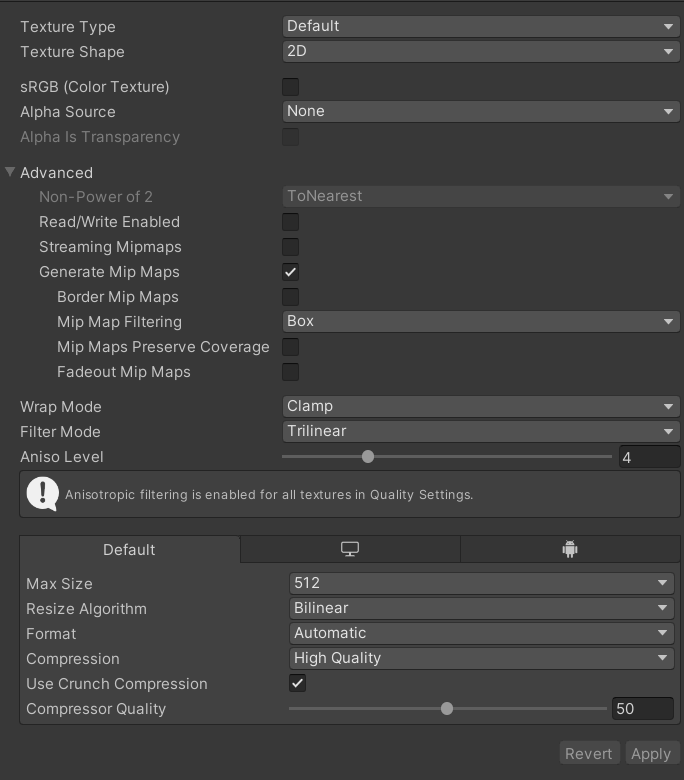 Texture Type Default
Texture Shape 2D
sRGB (Color Texture)
Alpha Source None
Alpha Is Transparency
Advanced
Non-Power of 2 ToNearest
Read/Write Enabled
Streaming Mipmaps
Generate Mip Maps
Border Mip Maps
Mip Map Filtering Box
Mip Maps Preserve Coverage
Fadeout Mip Maps
Wrap Mode Clamp
Filter Mode Trilinear
Aniso Level 4
Anisotropic filtering is enabled for all textures in Quality Settings.
Default
Max Size 512
Resize Algorithm Bilinear
Format Automatic
Compression High Quality
Use Crunch Compression
Compressor Quality 50
Revert Apply